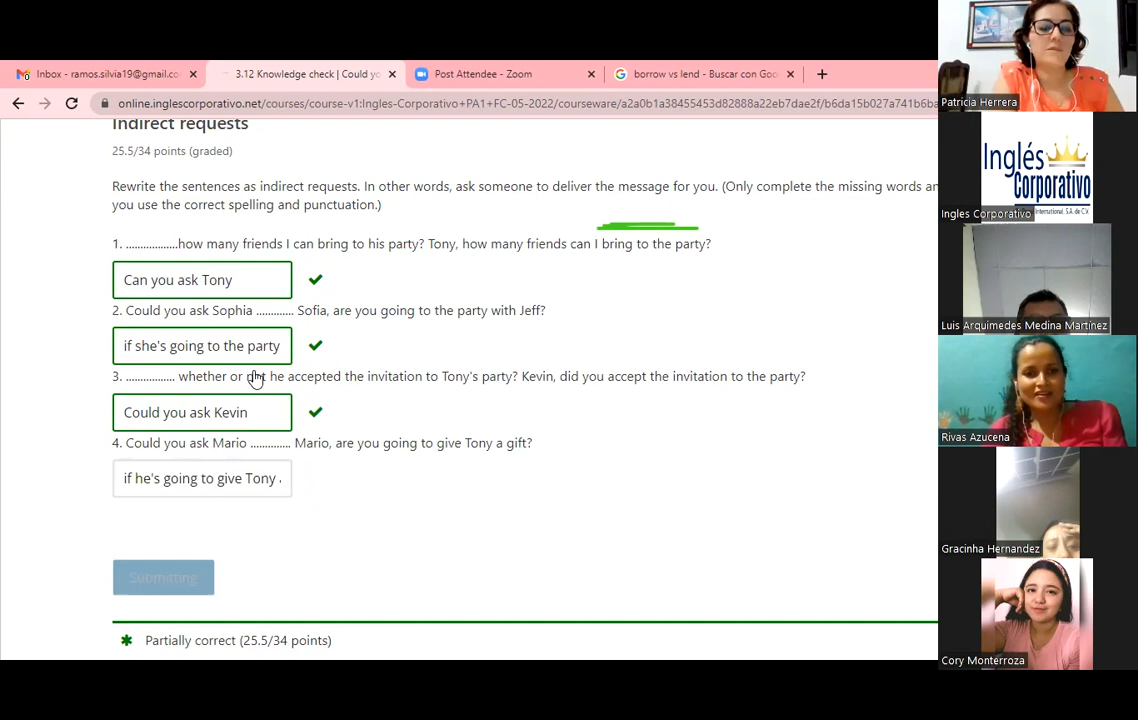 Inbox - ramos.silvia19@gmail.co
3.12 Knowledge check | Could yo
Post Attendee - Zoom
borrow vs lend - Buscar con Goo
online.inglescorporativo.net/courses/course-v1:Ingles-Corporativo+PA1+FC-05-2022/courseware/a2a0b1a38455453d82888a22eb7dae2f/b6da15b027a741b6a
Indirect requests
25.5/34 points (graded)
Rewrite the sentences as indirect requests. In other words, ask someone to deliver the message for you. (Only complete the missing words an
you use the correct spelling and punctuation.)
1. ..................how many friends I can bring to his party? Tony, how many friends can I bring to the party?
Can you ask Tony
2. Could you ask Sophia ............. Sofia, are you going to the party with Jeff?
if she's going to the party
3. ................. whether or not he accepted the invitation to Tony's party? Kevin, did you accept the invitation to the party?
Could you ask Kevin
4. Could you ask Mario .............. Mario, are you going to give Tony a gift?
if he's going to give Tony
Submitting
Partially correct (25.5/34 points)
Patricia Herrera
Inglés
Corporativo
International, S.A. de C.V.
Ingles Corporativo
Luis Arquímedes Medina Martínez
Rivas Azucena
Gracinha Hernandez
Cory Monterroza